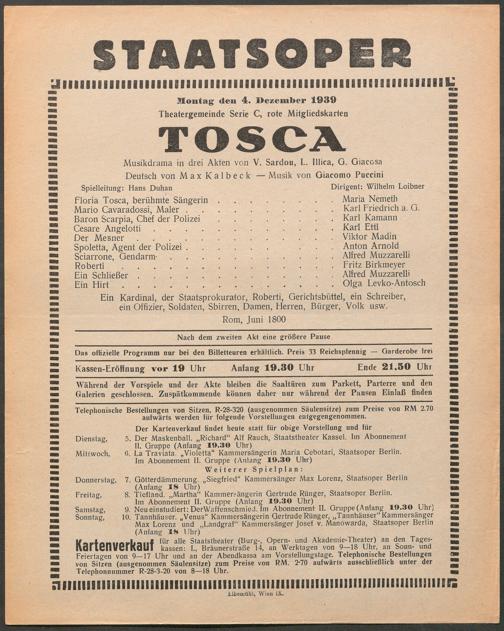 STAATSOPER
Montag den 4. Dezember 1939
Theatergemeinde Serie C, rote Mitgliedskarten
TOSCA
Musikdrama in drei Akten von V. Sardou, L. Illica, G. Giacosa
Deutsch von Max Kalbeck — Musik von Giacomo Puccini
Spielleitung: Hans Duhan Dirigent: Wilhelm Loibner
Floria Tosca, berühmte Sängerin . . . . . . . Maria Nemeth
Mario Cavaradossi, Maler . . . . . . . . Karl Friedrich a. G.
Baron Scarpia, Chef der Polizei . . . . . . . Karl Kamann
Cesare Angelotti . . . . . . . . . Karl Ettl
Der Mesner . . . . . . . . . . Viktor Madin
Spoletta, Agent der Polizei . . . . . . . . Anton Arnold
Sciarrone, Gendarm . . . . . . . . . Alfred Muzzarelli
Roberti . . . . . . . . . . . Fritz Birkmeyer
Ein Schließer . . . . . . . . . . Alfred Muzzarelli
Ein Hirt . . . . . . . . . . . Olga Levko-Antosch
Ein Kardinal, der Staatsprokurator, Roberti, Gerichtsbüttel, ein Schreiber,
ein Offizier, Soldaten, Sbirren, Damen, Herren, Bürger, Volk usw.
Rom, Juni 1800
Nach dem zweiten Akt eine größere Pause
Das offizielle Programm nur bei den Billetteuren erhältlich. Preis 33 Reichspfennig — Garderobe frei
Kassen-Eröffnung vor 19 Uhr Anfang 19.30 Uhr Ende 21.50 Uhr
Während der Vorspiele und der Akte bleiben die Saaltüren zum Parkett, Parterre und den
Galerien geschlossen. Zuspätkommende können daher nur während der Pausen Einlaß finden
Telephonische Bestellungen von Sitzen, R-28-320 (ausgenommen Säulensitze) zum Preise von RM 2.70
aufwärts werden für folgende Vorstellungen entgegengenommen.
Der Kartenverkauf findet heute statt für obige Vorstellung und für
Dienstag, 5. Der Maskenball. „Richard" Alf Rauch, Staatstheater Kassel. Im Abonnement
II. Gruppe (Anfang 19.30 Uhr)
Mittwoch, 6. La Traviata. „Violetta" Kammersängerin Maria Cebotari, Staatsoper Berlin.
Im Abonnement II. Gruppe (Anfang 19.30 Uhr)
Weiterer Spielplan:
Donnerstag, 7. Götterdämmerung. „Siegfried" Kammersänger Max Lorenz, Staatsoper Berlin
(Anfang 18 Uhr)
Freitag, 8. Tiefland. „Martha" Kammersängerin Gertrude Rünger, Staatsoper Berlin.
Im Abonnement II. Gruppe (Anfang 19.30 Uhr)
Samstag, 9. Neu einstudiert: Der Waffenschmied. Im Abonnement II. Gruppe (Anfang 19.30 Uhr)
Sonntag, 10. Tannhäuser. „Venus" Kammersängerin Gertrude Rünger, „Tannhäuser" Kammersänger
Max Lorenz und „Landgraf" Kammersänger Josef v. Manowarda, Staatsoper Berlin
(Anfang 18 Uhr)
Kartenverkauf für alle Staatstheater (Burg-, Opern- und Akademie-Theater) an den Tages-
kassen: I., Bräunerstraße 14, an Werktagen von 9—18 Uhr, an Sonn- und
Feiertagen von 9—17 Uhr und an der Abendkassa am Vorstellungstage. Telephonische Bestellungen
von Sitzen (ausgenommen Säulensitze) zum Preise von RM. 2·70 aufwärts ausschließlich unter der
Telephonnummer R-28-3-20 von 8—18 Uhr.
Elbemühl, Wien IX.